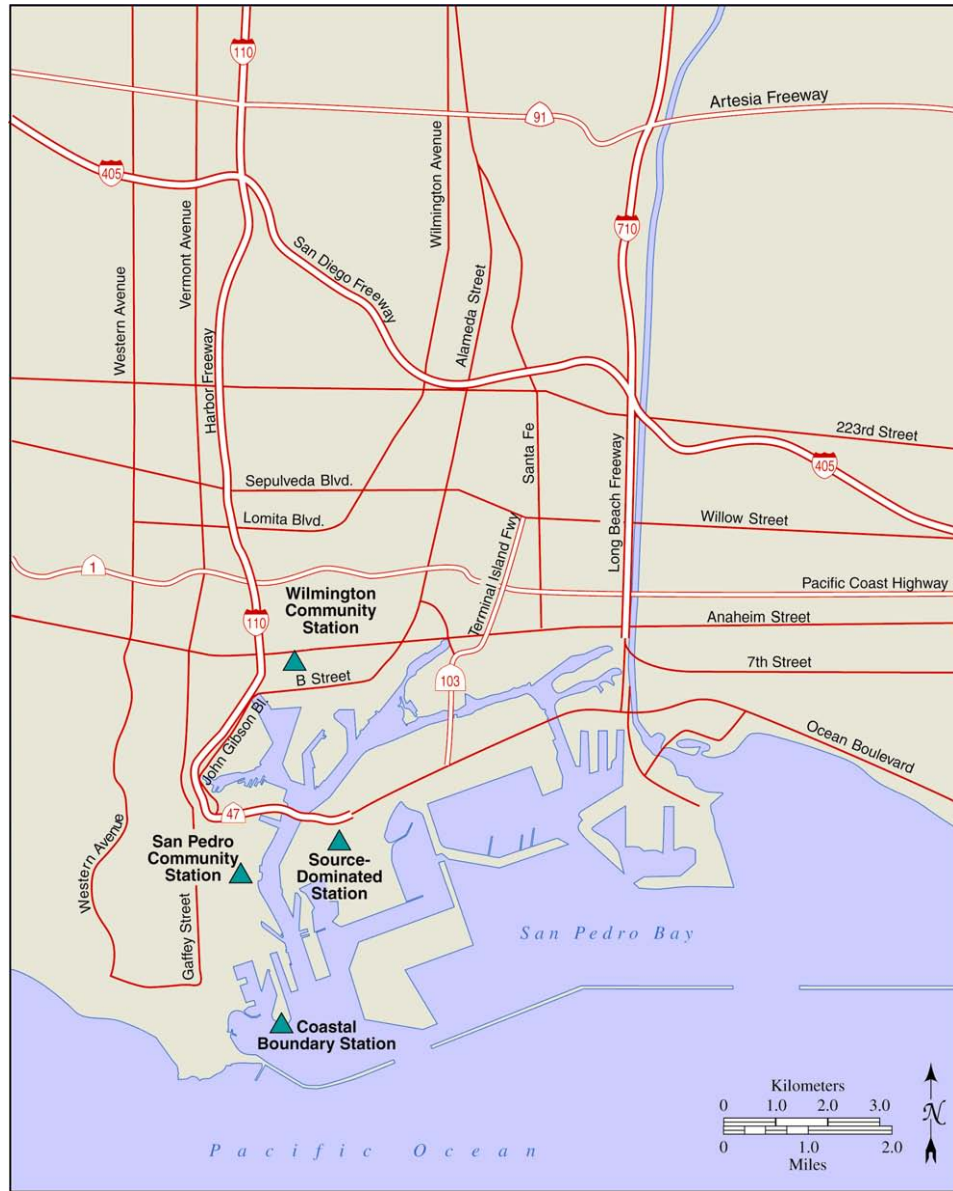 110
Artesia Freeway
91
405
Wilmington Avenue
Vermont Avenue
710
San Diego Freeway
Western Avenue
Alameda Street
Harbor Freeway
223rd Street
Santa Fe
405
Long Beach Freeway
Sepulveda Blvd.
Lomita Blvd.
Willow Street
Terminal Island Fwy
1
Pacific Coast Highway
Wilmington
Community
Station
110
Anaheim Street
B Street
103
7th Street
John Gibson Bl.
Ocean Boulevard
47
San Pedro
Community
Station
Western Avenue
Source-
Dominated
Station
Gaffey Street
San Pedro Bay
Coastal
Boundary Station
Kilometers
0 1.0 2.0 3.0
0 1.0 2.0
Miles
N
Pacific Ocean